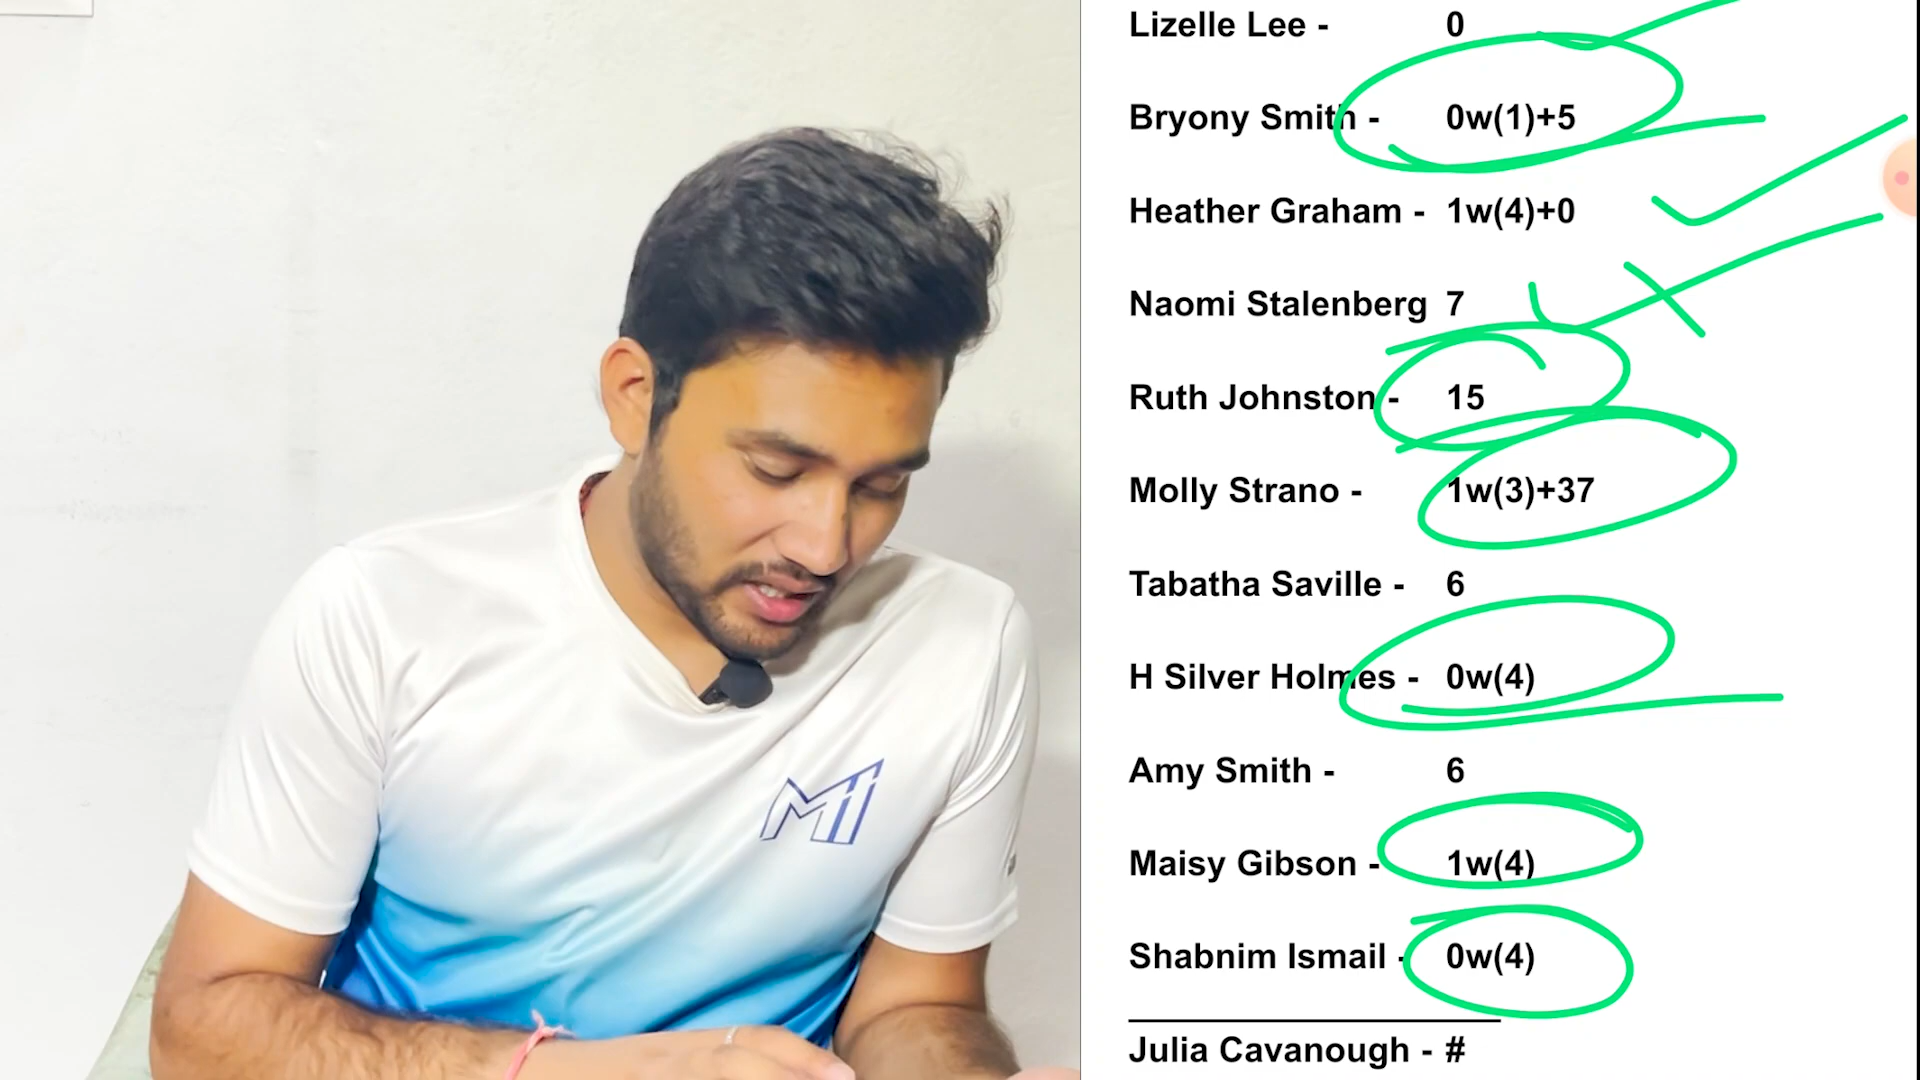 Lizelle Lee - 0
Bryony Smith - 0w(1)+5
Heather Graham - 1w(4)+0
Naomi Stalenberg 7
Ruth Johnston - 15
Molly Strano - 1w(3)+37
Tabatha Saville - 6
H Silver Holmes - 0w(4)
Amy Smith - 6
Maisy Gibson - 1w(4)
Shabnim Ismail - 0w(4)
Julia Cavanough - #
MI